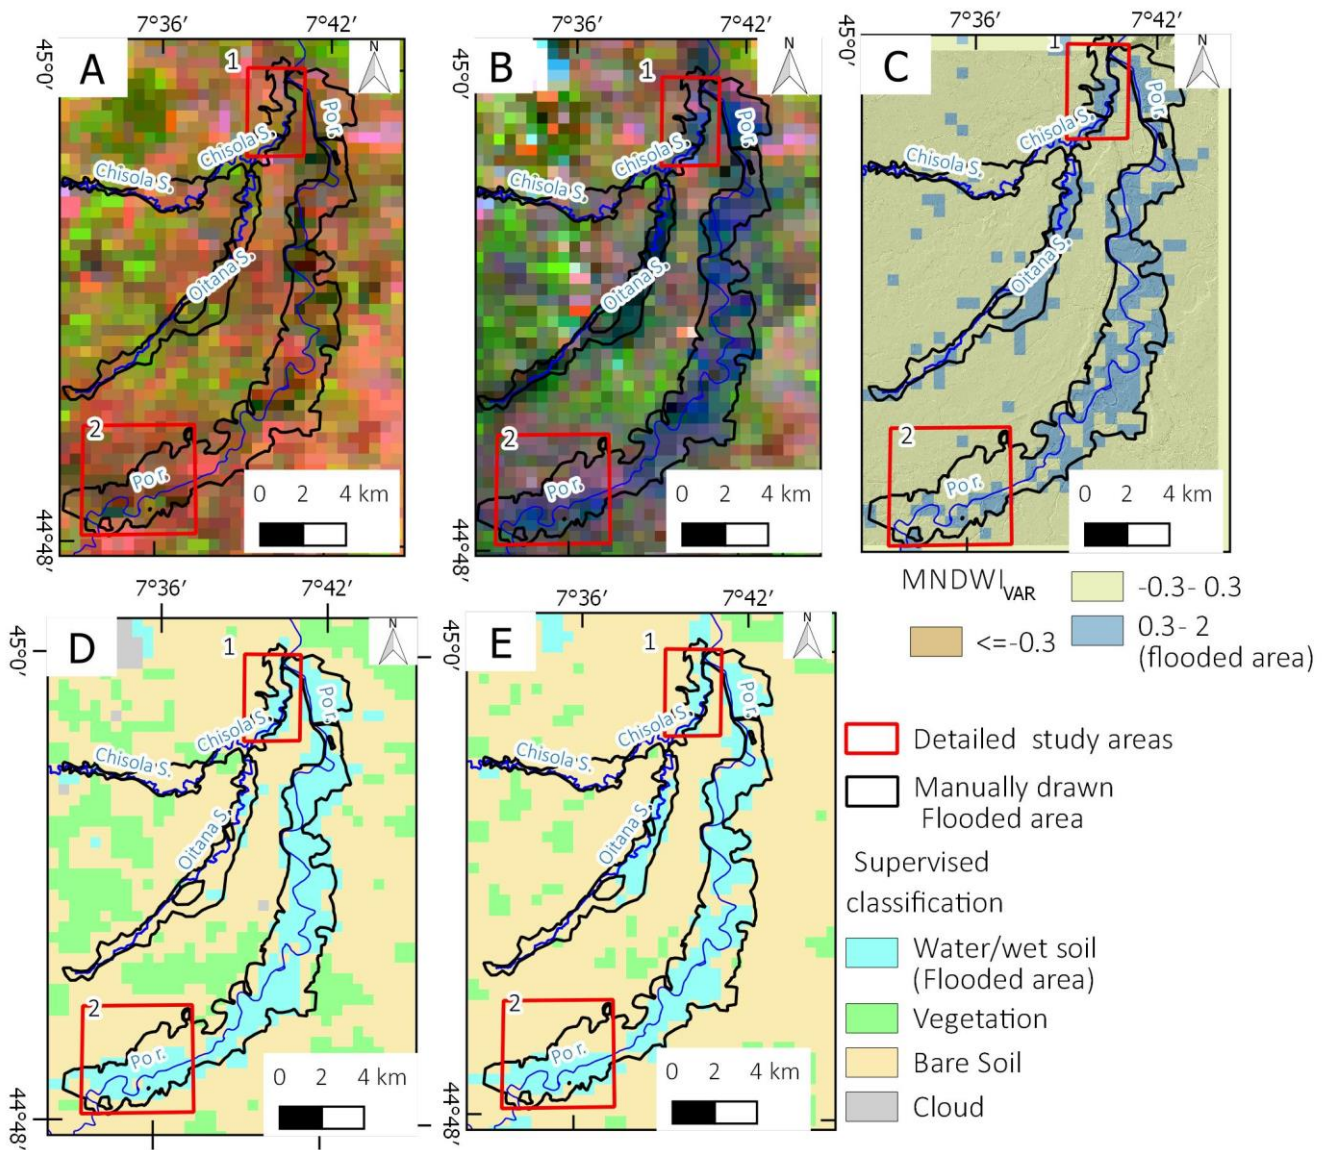 7°36′ 7°42′
7°36′ 7°42′
7°36′ 7°42′
45°0′
A
1
N
Chisola S.
Po r.
Chisola S.
Oitana S.
2
Po r.
0 2 4 km
44°48′
45°0′
B
1
N
Chisola S.
Po r.
Chisola S.
Oitana S.
2
Po r.
0 2 4 km
44°48′
45°0′
C
1
N
Chisola S.
Po r.
Chisola S.
Oitana S.
2
Po r.
0 2 4 km
44°48′
MNDWI VAR
-0.3- 0.3
<=-0.3
0.3- 2
(flooded area)
7°36′ 7°42′
7°36′ 7°42′
45°0′
D
1
N
Chisola S.
Po r.
Chisola S.
Oitana S.
2
Po r.
0 2 4 km
44°48′
45°0′
E
1
N
Chisola S.
Po r.
Chisola S.
Oitana S.
2
Po r.
0 2 4 km
44°48′
Detailed study areas
Manually drawn
Flooded area
Supervised
classification
Water/wet soil
(Flooded area)
Vegetation
Bare Soil
Cloud